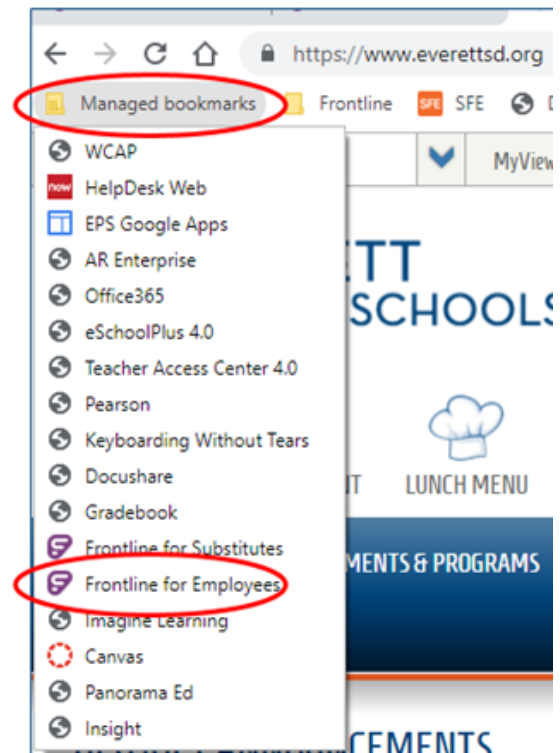 https://www.everettsd.org
Managed bookmarks Frontline SFE SFE
WCAP
MyView
now HelpDesk Web
EPS Google Apps
AR Enterprise
TT
Office365
SCHOOLS
eSchoolPlus 4.0
Teacher Access Center 4.0
Pearson
Keyboarding Without Tears
Docushare
LUNCH MENU
Gradebook
Frontline for Substitutes
MENTS & PROGRAMS
Frontline for Employees
Imagine Learning
Canvas
Panorama Ed
Insight
CEMENTS